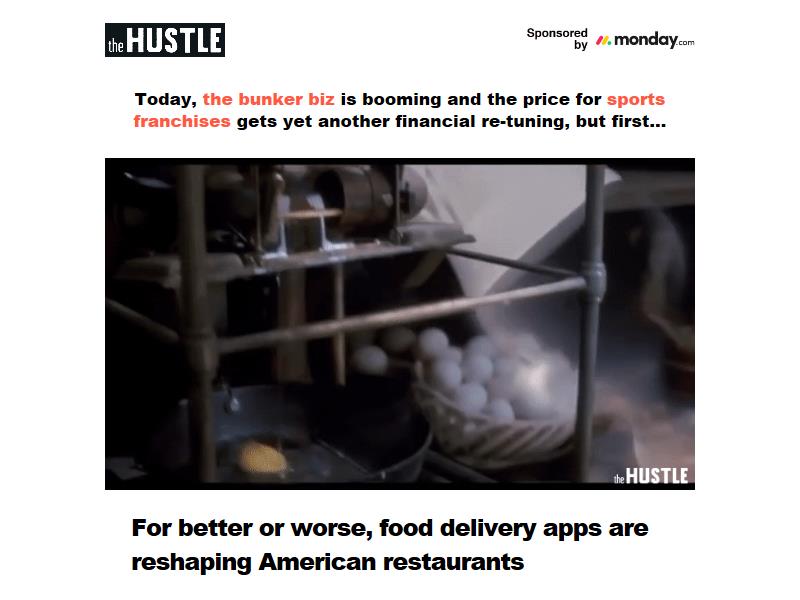 the HUSTLE
Sponsored
by monday.com
Today, the bunker biz is booming and the price for sports
franchises gets yet another financial re-tuning, but first...
the HUSTLE
For better or worse, food delivery apps are
reshaping American restaurants